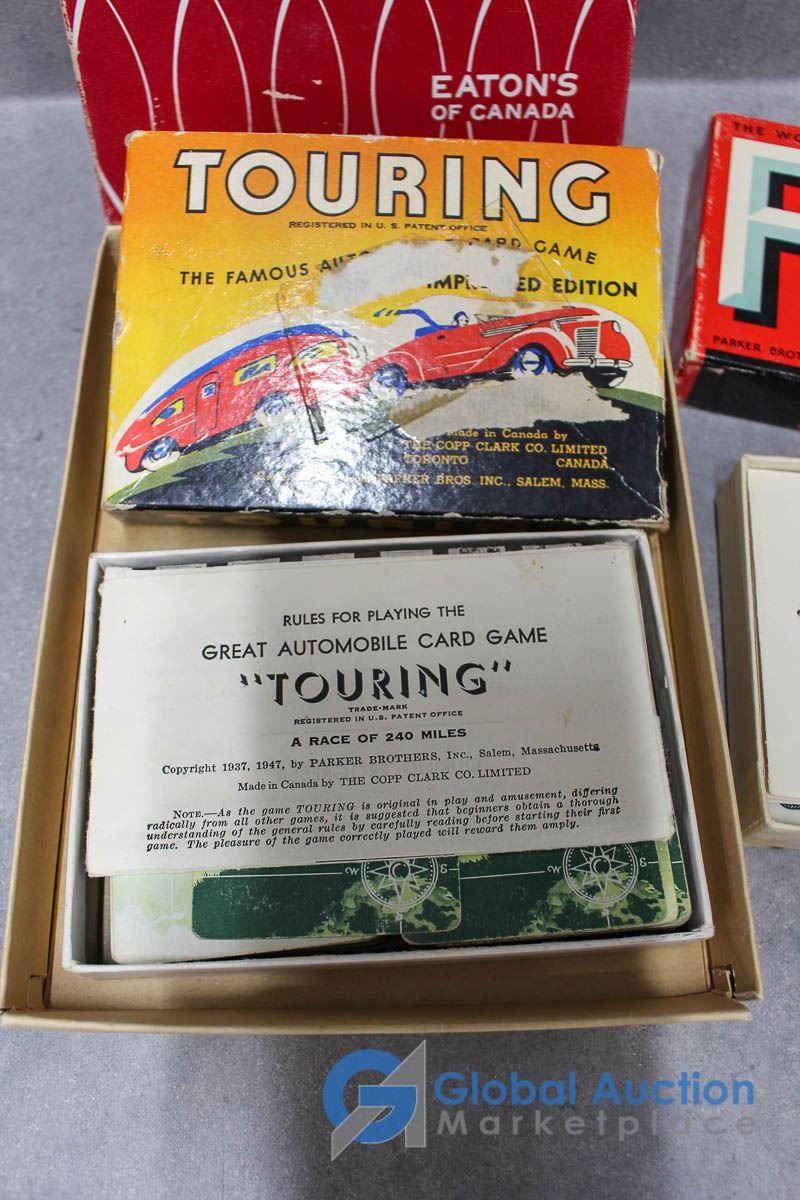 EATON'S
OF CANADA
TOURING
REGISTERED IN U. S. PATENT OFFICE
THE FAMOUS CARD GAME
IMPROVED EDITION
Made in Canada by
THE COPP CLARK CO. LIMITED
TORONTO CANADA
PARKER BROS. INC., SALEM, MASS.
TOURING
THE
PARKER BRO
RULES FOR PLAYING THE
GREAT AUTOMOBILE CARD GAME
"TOURING"
TRADE-MARK
REGISTERED IN U.S. PATENT OFFICE
A RACE OF 240 MILES
Copyright 1937, 1947, by PARKER BROTHERS, INC., Salem, Massachusetts
Made in Canada by THE COPP CLARK CO. LIMITED
NOTE.—As the game TOURING is original in play and amusement, differing
radically from all other games, it is suggested that beginners obtain a thorough
understanding of the general rules by carefully reading before starting their first
game. The pleasure of the game correctly played will reward them amply.
W S
W S
Global Auction
Marketplace